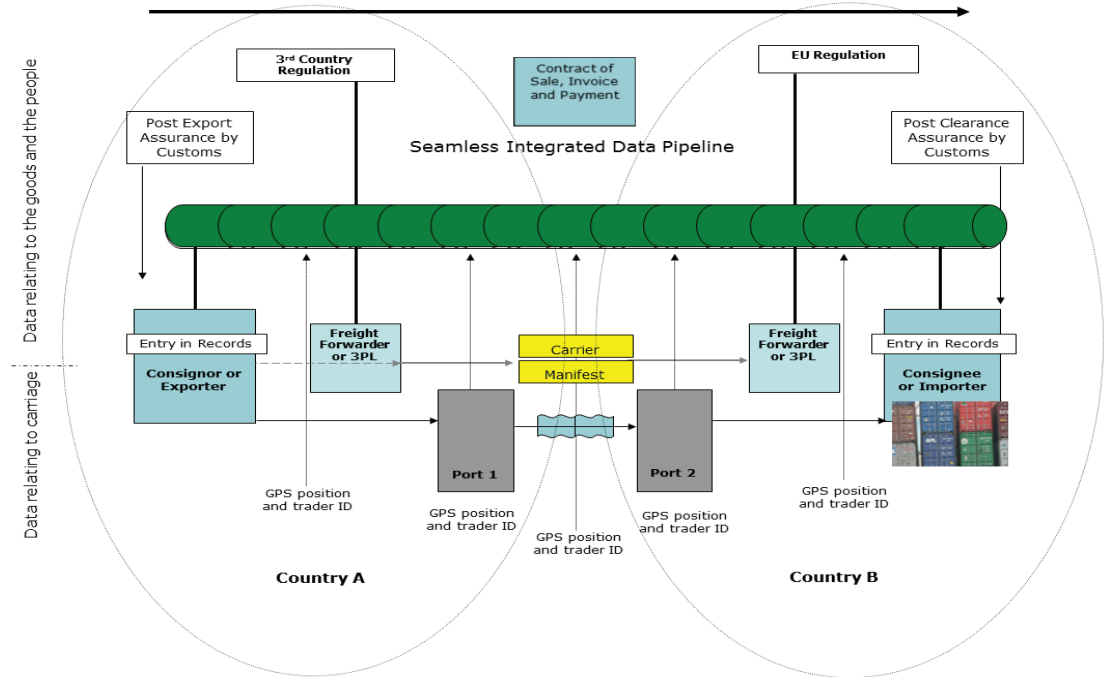 3rd Country
Regulation
EU Regulation
Contract of
Sale, Invoice
and Payment
Post Export
Assurance by
Customs
Post Clearance
Assurance by
Customs
Seamless Integrated Data Pipeline
Data relating to the goods and the people
Data relating to carriage
Entry in Records
Consignor or
Exporter
Freight
Forwarder
or 3PL
Carrier
Manifest
Freight
Forwarder
or 3PL
Entry in Records
Consignee
or Importer
Port 1
Port 2
GPS position
and trader ID
GPS position
and trader ID
GPS position
and trader ID
GPS position
and trader ID
GPS position
and trader ID
Country A
Country B